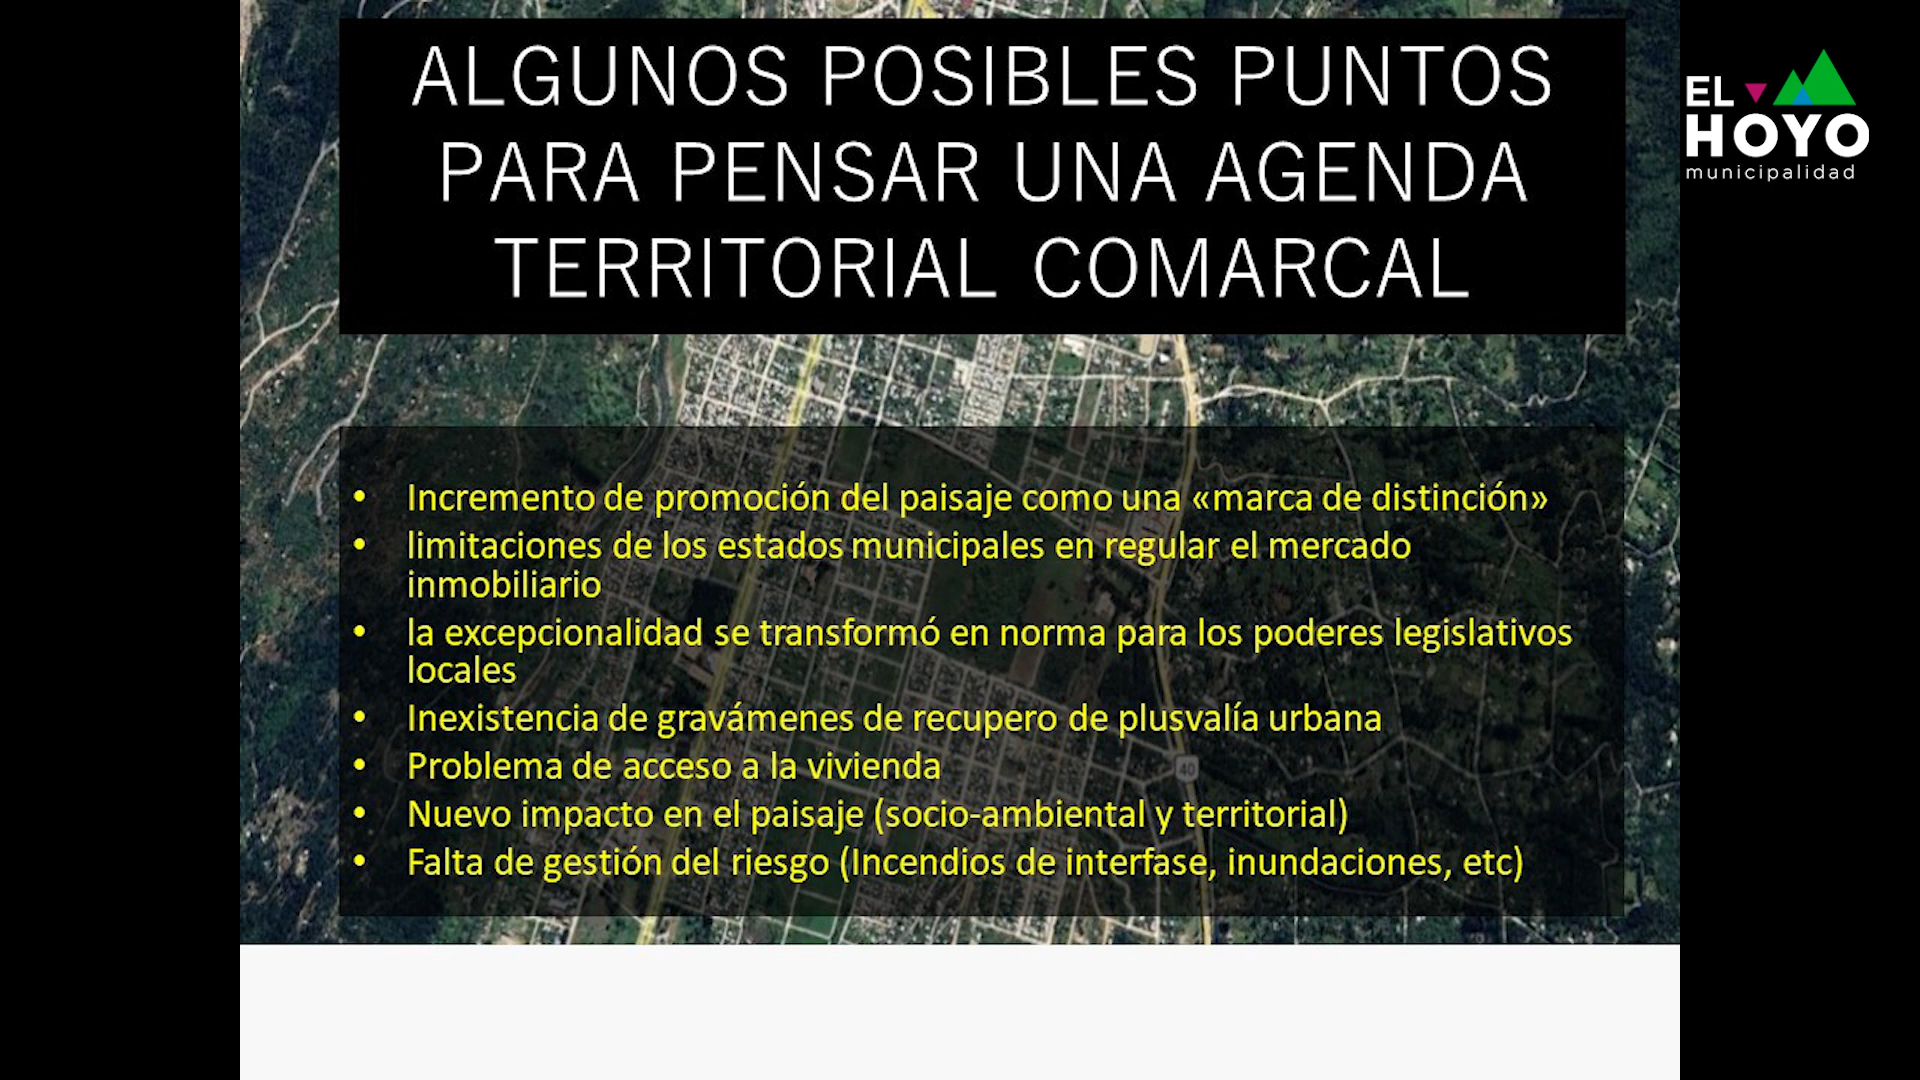 ALGUNOS POSIBLES PUNTOS
PARA PENSAR UNA AGENDA
TERRITORIAL COMARCAL
EL
HOYO
municipalidad
• Incremento de promoción del paisaje como una «marca de distinción»
• limitaciones de los estados municipales en regular el mercado
inmobiliario
• la excepcionalidad se transformó en norma para los poderes legislativos
locales
• Inexistencia de gravámenes de recupero de plusvalía urbana
• Problema de acceso a la vivienda
40
• Nuevo impacto en el paisaje (socio-ambiental y territorial)
• Falta de gestión del riesgo (Incendios de interfase, inundaciones, etc)